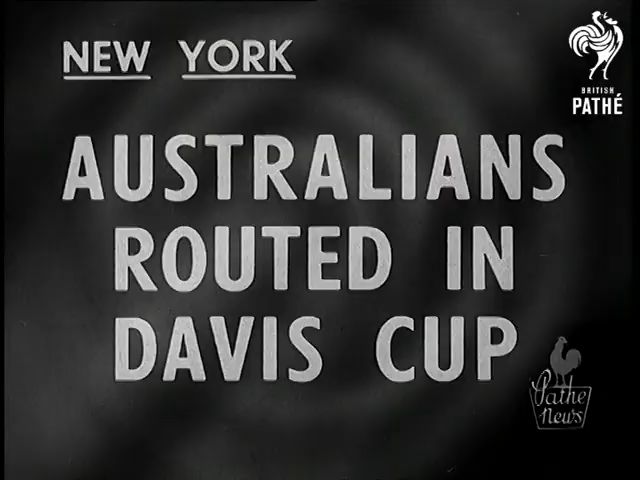 NEW YORK
BRITISH
PATHÉ
AUSTRALIANS
ROUTED IN
DAVIS CUP
Pathe
News